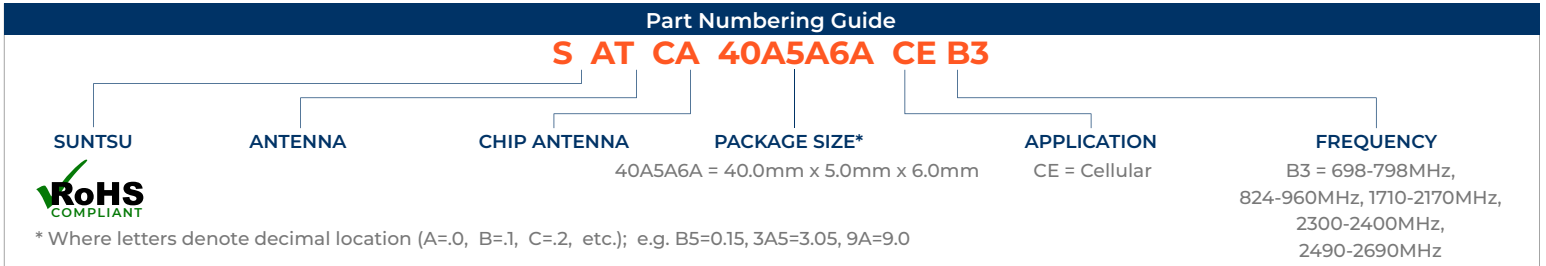 Part Numbering Guide
S AT CA 40A5A6A CE B3
SUNTSU
ANTENNA
CHIP ANTENNA
PACKAGE SIZE*
APPLICATION
FREQUENCY
40A5A6A = 40.0mm x 5.0mm x 6.0mm
CE = Cellular
B3 = 698-798MHz,
824-960MHz, 1710-2170MHz,
2300-2400MHz,
2490-2690MHz
RoHS
COMPLIANT
* Where letters denote decimal location (A=.0, B=.1, C=.2, etc.); e.g. B5=0.15, 3A5=3.05, 9A=9.0